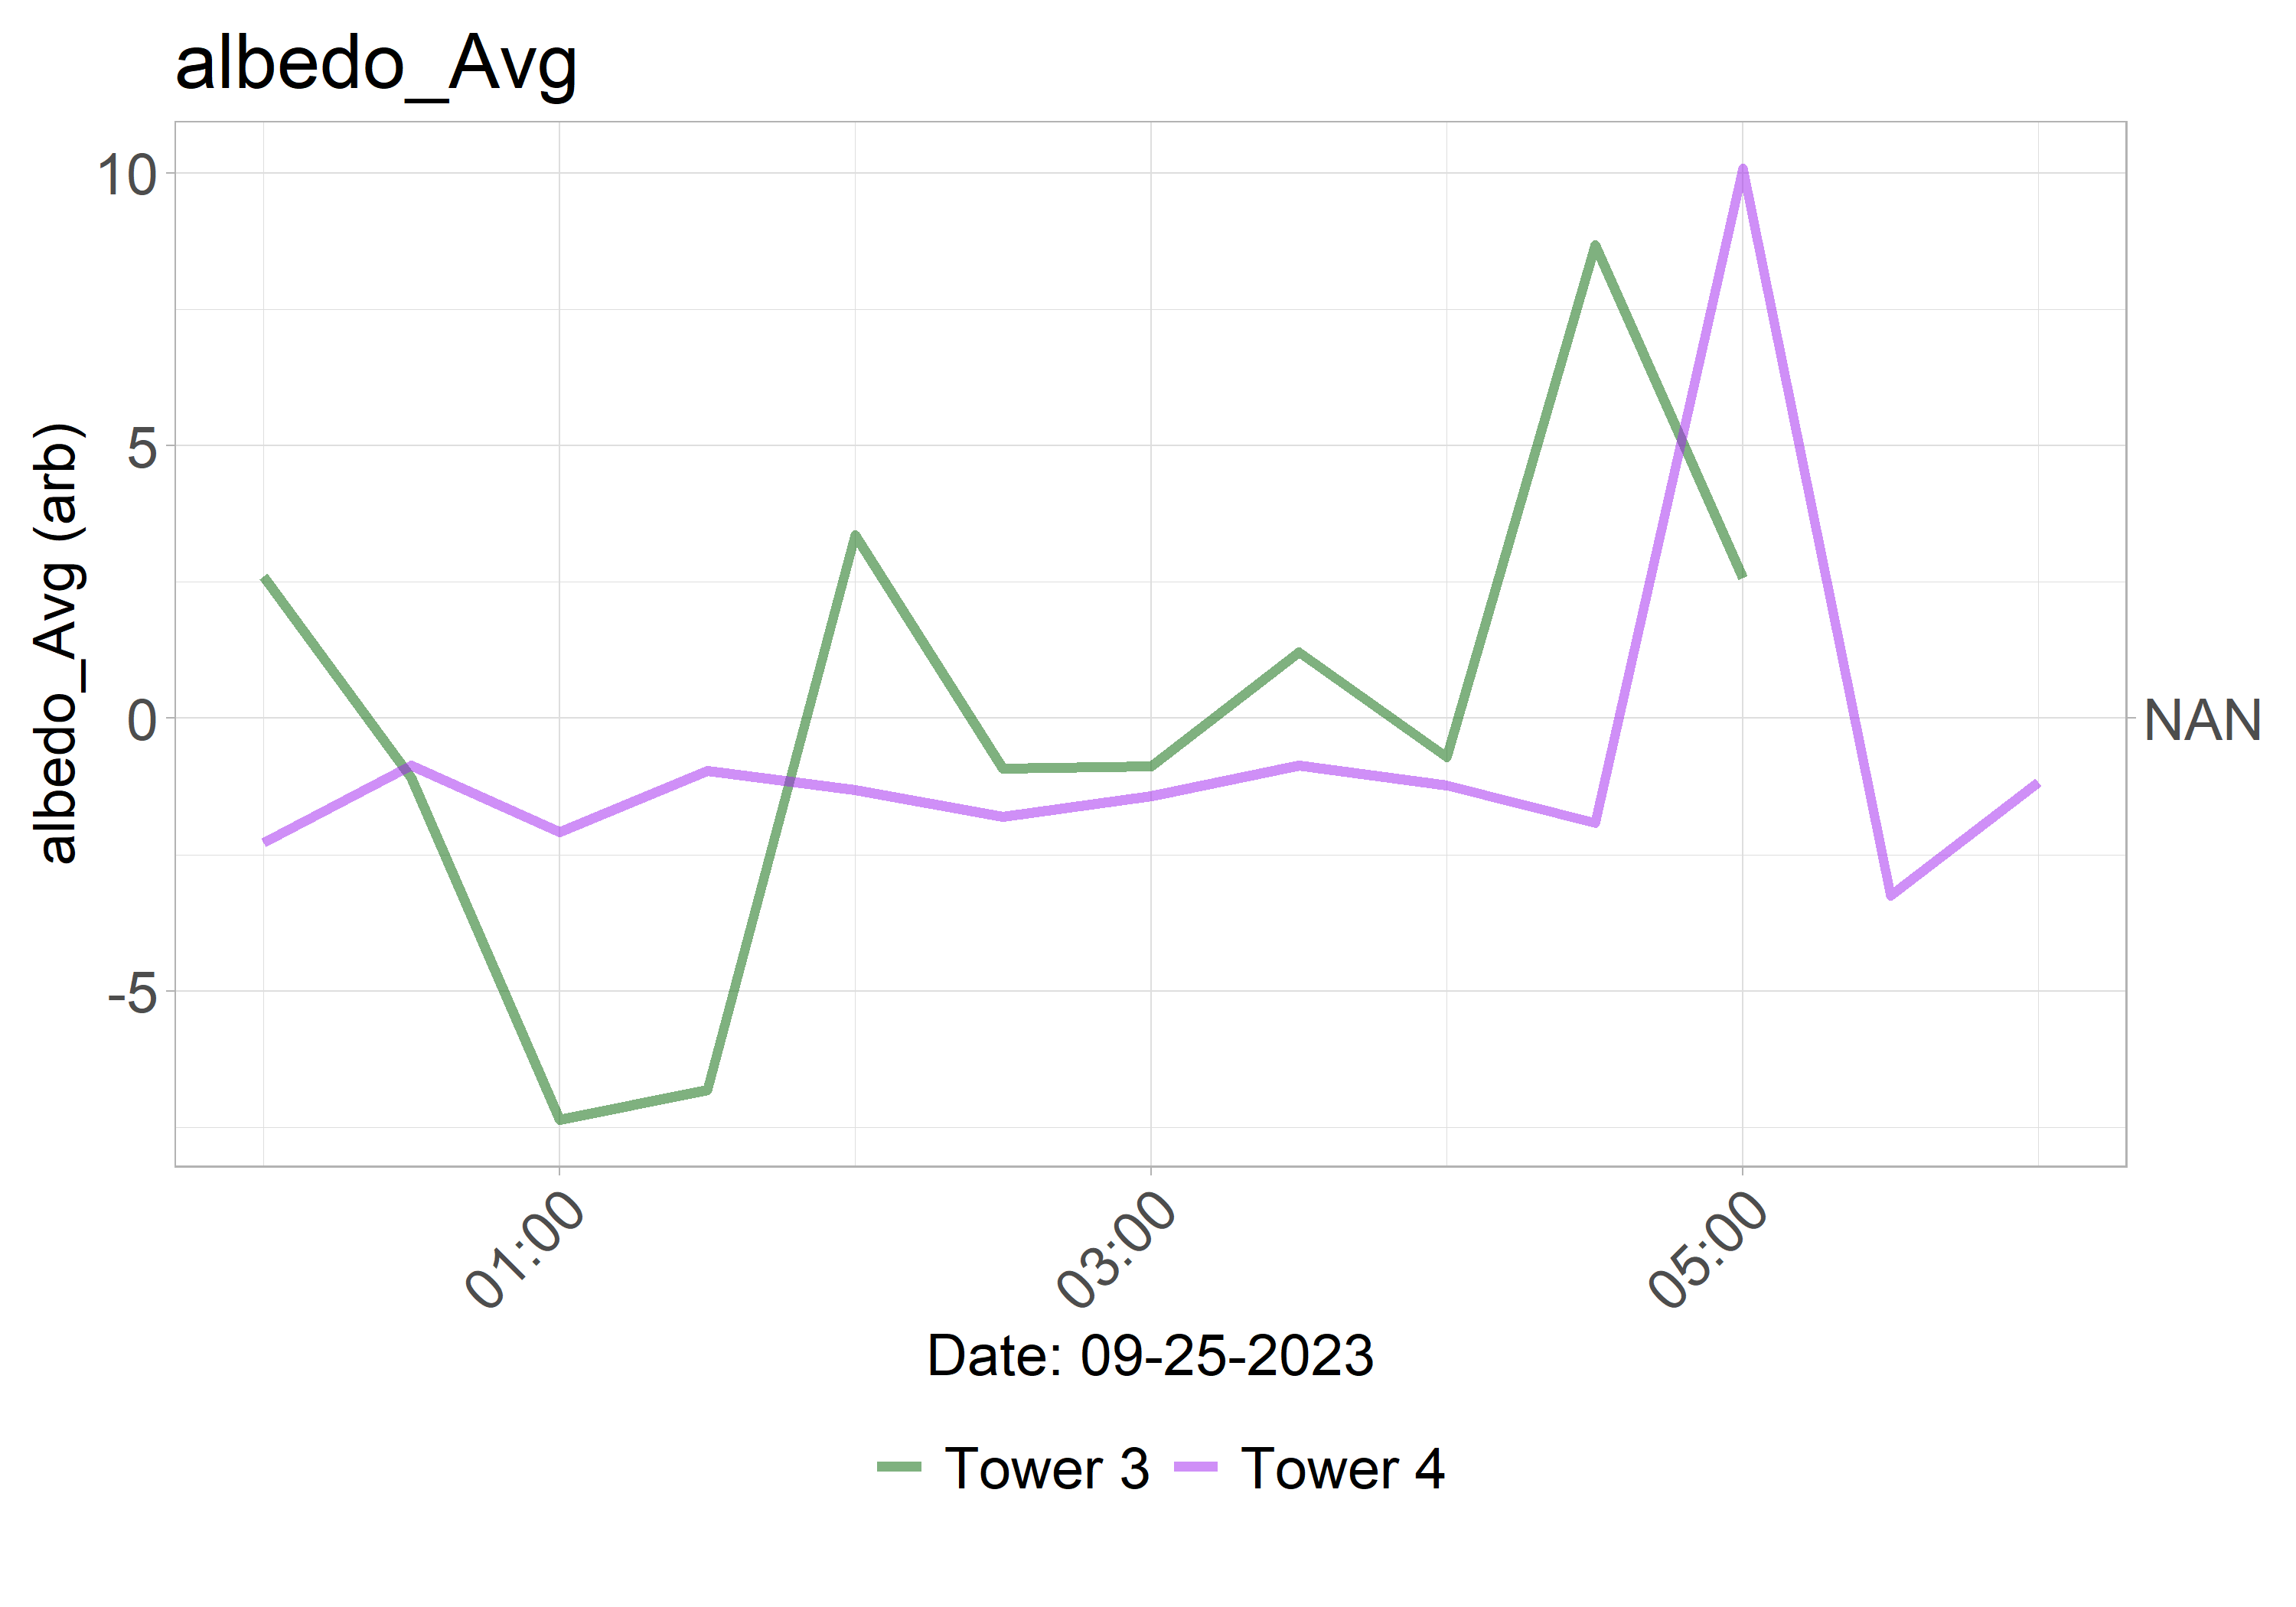 albedo_Avg
albedo_Avg (arb)
10
5
0
-5
NAN
01:00
03:00
05:00
Date: 09-25-2023
Tower 3
Tower 4